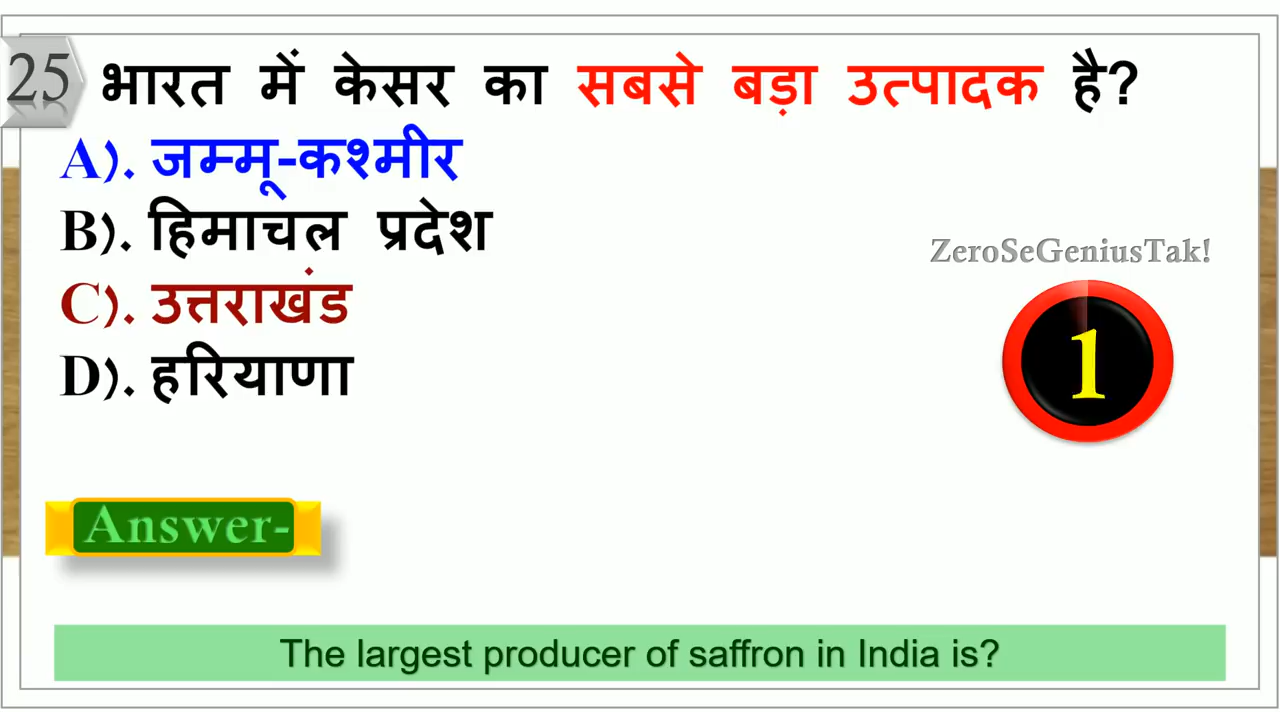 25 भारत में केसर का सबसे बड़ा उत्पादक है?
A). जम्मू-कश्मीर
B). हिमाचल प्रदेश
C). उत्तराखंड
D). हरियाणा
ZeroSeGeniusTak!
1
Answer-
The largest producer of saffron in India is?